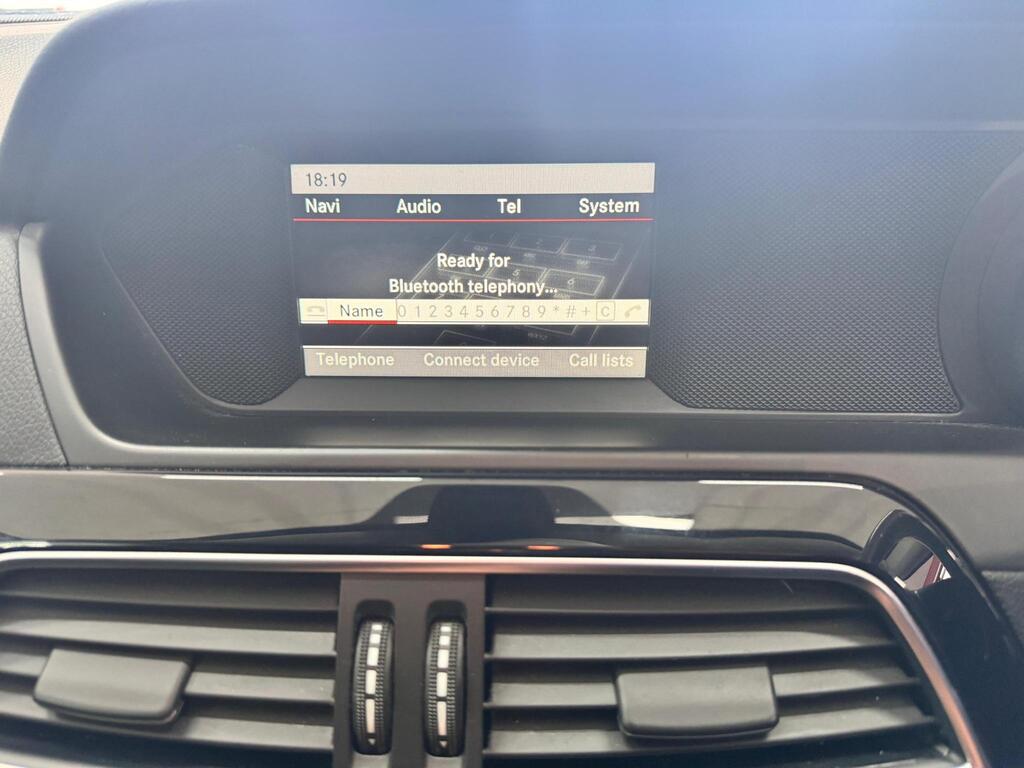 18:19
Navi Audio Tel System
Ready for
Bluetooth telephony...
Name 0 1 2 3 4 5 6 7 8 9 * # + C
Telephone Connect device Call lists